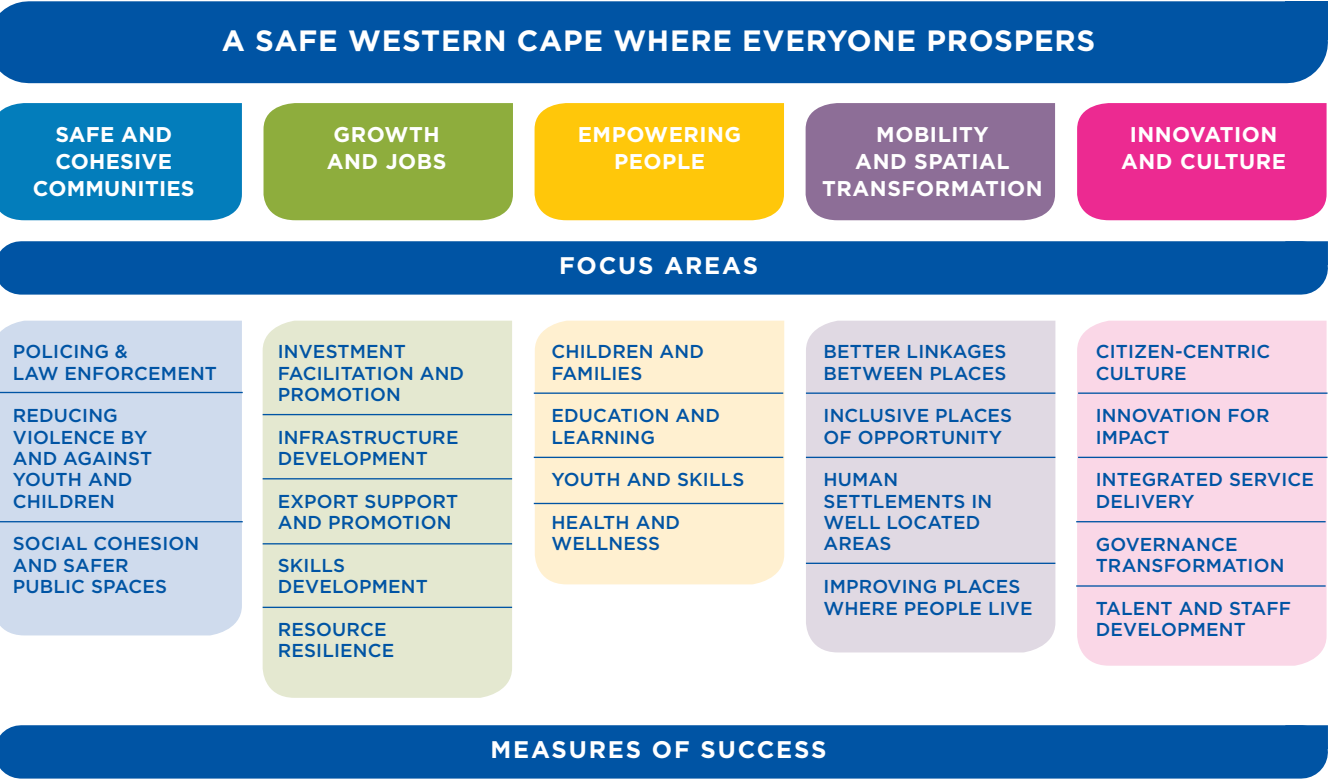 A SAFE WESTERN CAPE WHERE EVERYONE PROSPERS
SAFE AND
COHESIVE
COMMUNITIES
GROWTH
AND JOBS
EMPOWERING
PEOPLE
MOBILITY
AND SPATIAL
TRANSFORMATION
INNOVATION
AND CULTURE
FOCUS AREAS
POLICING &
LAW ENFORCEMENT
REDUCING
VIOLENCE BY
AND AGAINST
YOUTH AND
CHILDREN
SOCIAL COHESION
AND SAFER
PUBLIC SPACES
INVESTMENT
FACILITATION AND
PROMOTION
INFRASTRUCTURE
DEVELOPMENT
EXPORT SUPPORT
AND PROMOTION
SKILLS
DEVELOPMENT
RESOURCE
RESILIENCE
CHILDREN AND
FAMILIES
EDUCATION AND
LEARNING
YOUTH AND SKILLS
HEALTH AND
WELLNESS
BETTER LINKAGES
BETWEEN PLACES
INCLUSIVE PLACES
OF OPPORTUNITY
HUMAN
SETTLEMENTS IN
WELL LOCATED
AREAS
IMPROVING PLACES
WHERE PEOPLE LIVE
CITIZEN-CENTRIC
CULTURE
INNOVATION FOR
IMPACT
INTEGRATED SERVICE
DELIVERY
GOVERNANCE
TRANSFORMATION
TALENT AND STAFF
DEVELOPMENT
MEASURES OF SUCCESS